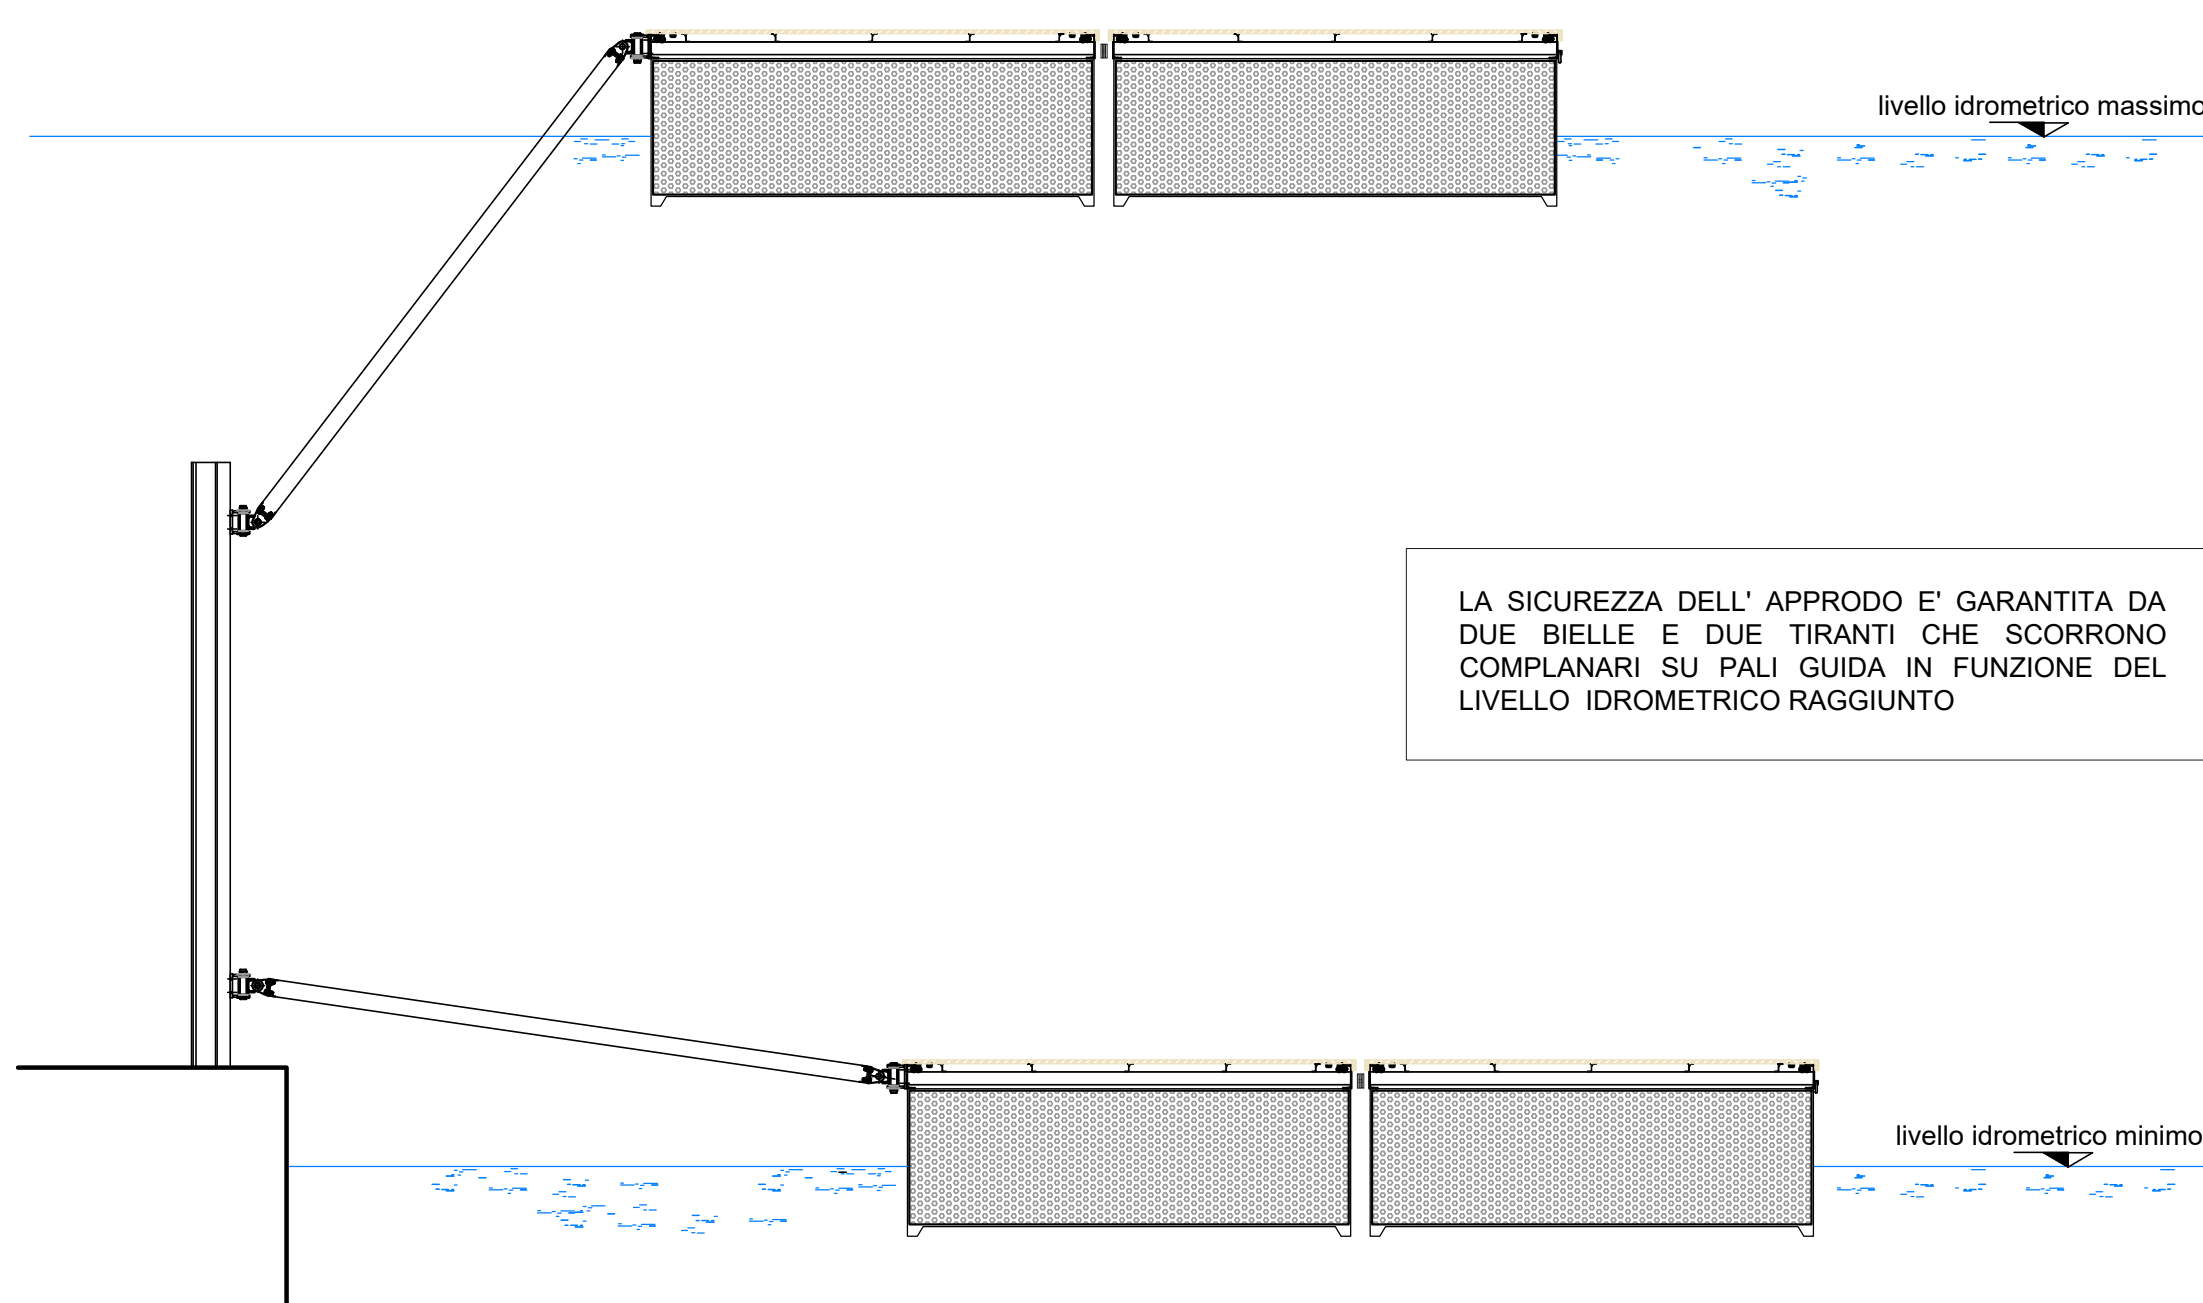 livello idrometrico massimo
LA SICUREZZA DELL' APPRODO E' GARANTITA DA
DUE BIELLE E DUE TIRANTI CHE SCORRONO
COMPLANARI SU PALI GUIDA IN FUNZIONE DEL
LIVELLO IDROMETRICO RAGGIUNTO
livello idrometrico minimo